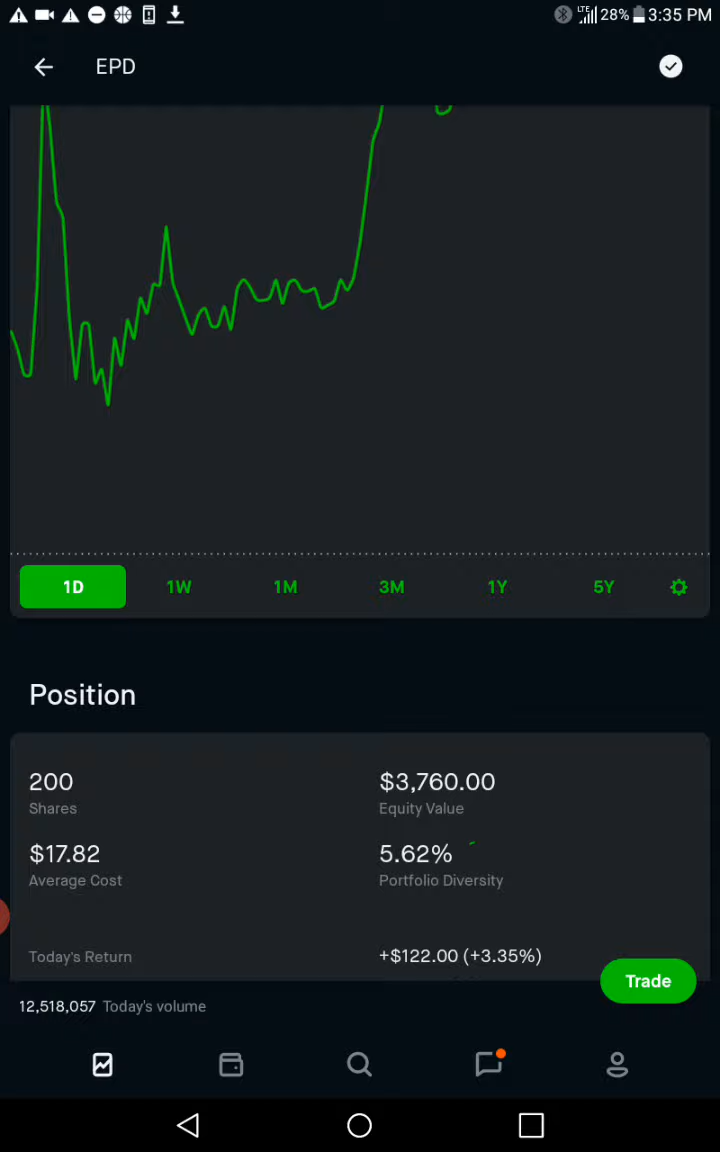 LTE 28% 3:35 PM
EPD
1D 1W 1M 3M 1Y 5Y
Position
200 $3,760.00
Shares Equity Value
$17.82 5.62%
Average Cost Portfolio Diversity
Today's Return +$122.00 (+3.35%)
Trade
12,518,057 Today's volume